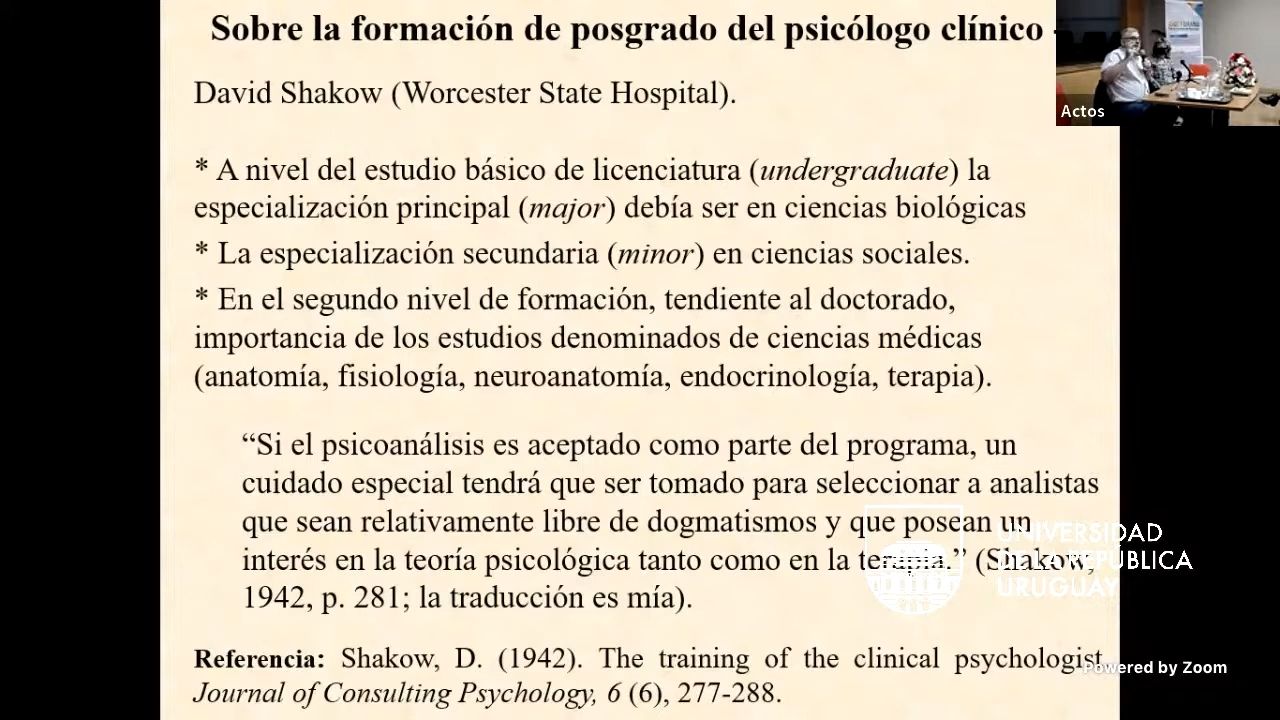 Sobre la formación de posgrado del psicólogo clínico -
David Shakow (Worcester State Hospital).
* A nivel del estudio básico de licenciatura (undergraduate) la
especialización principal (major) debía ser en ciencias biológicas
* La especialización secundaria (minor) en ciencias sociales.
* En el segundo nivel de formación, tendiente al doctorado,
importancia de los estudios denominados de ciencias médicas
(anatomía, fisiología, neuroanatomía, endocrinología, terapia).
“Si el psicoanálisis es aceptado como parte del programa, un
cuidado especial tendrá que ser tomado para seleccionar a analistas
que sean relativamente libre de dogmatismos y que posean un
interés en la teoría psicológica tanto como en la terapia.” (Shakow,
1942, p. 281; la traducción es mía).
Referencia: Shakow, D. (1942). The training of the clinical psychologist
Journal of Consulting Psychology, 6 (6), 277-288.
Actos
UNIVERSIDAD
DE LA REPÚBLICA
URUGUAY
Powered by Zoom